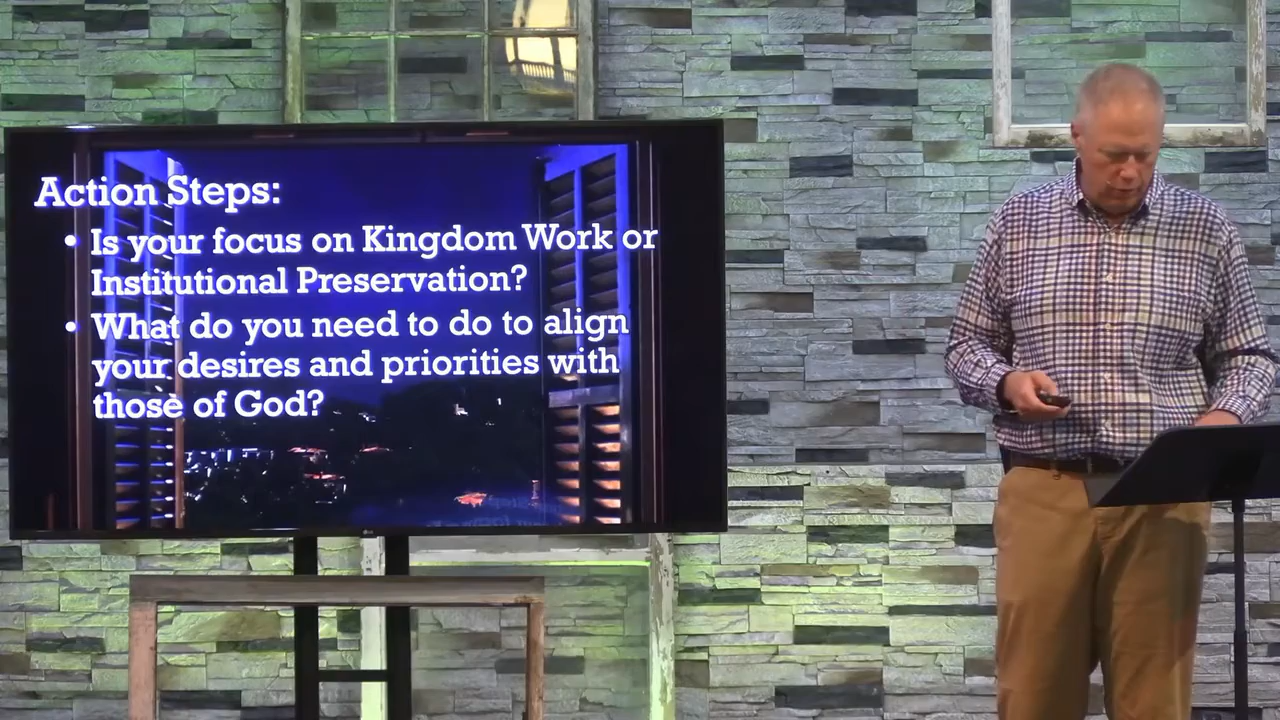 Action Steps:
• Is your focus on Kingdom Work or
Institutional Preservation?
• What do you need to do to align
your desires and priorities with
those of God?
LG